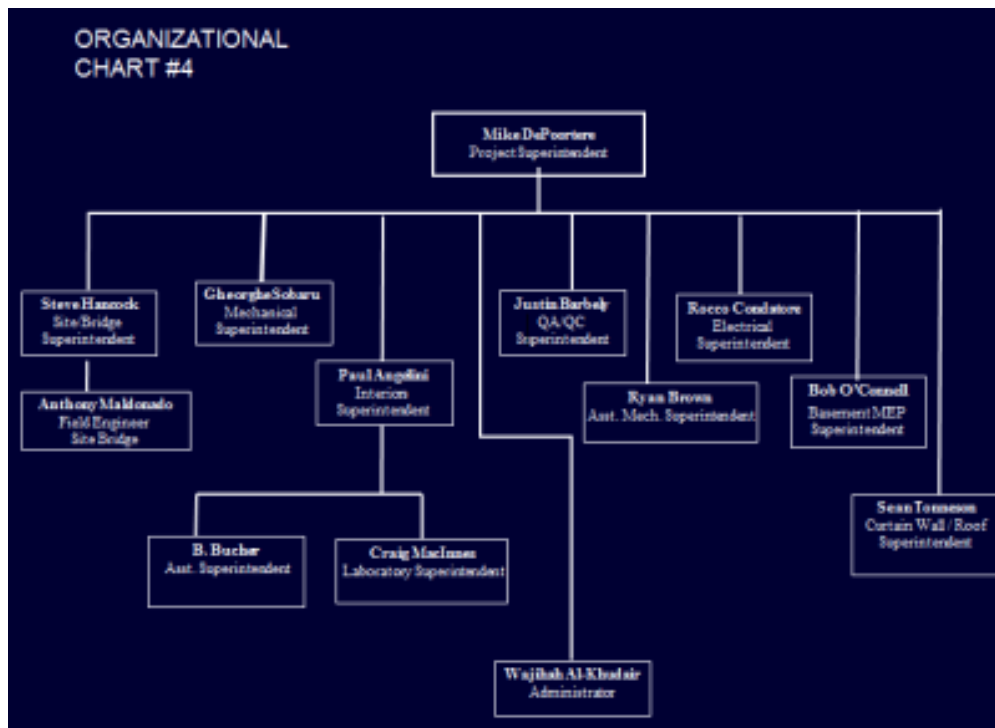 ORGANIZATIONAL
CHART #4
Mike DePoortere
Project Superintendent
Steve Hancock
Site/Bridge
Superintendent
Gheorghe Sobaru
Mechanical
Superintendent
Justin Barbely
QA/QC
Superintendent
Rocco Condatore
Electrical
Superintendent
Anthony Maldonado
Field Engineer
Site Bridge
Paul Angelini
Interiors
Superintendent
Ryan Brown
Asst. Mech. Superintendent
Bob O'Connell
Basement MEP
Superintendent
B. Bucher
Asst. Superintendent
Craig MacInnes
Laboratory Superintendent
Sean Tonneson
Curtain Wall / Roof
Superintendent
Wajihah Al-Khudair
Administrator